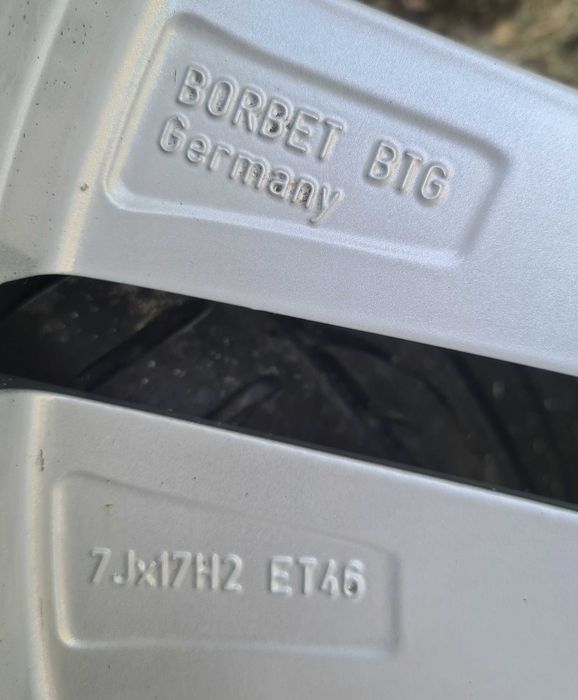 BORBET BTG
Germany
7Jx17H2 ET46